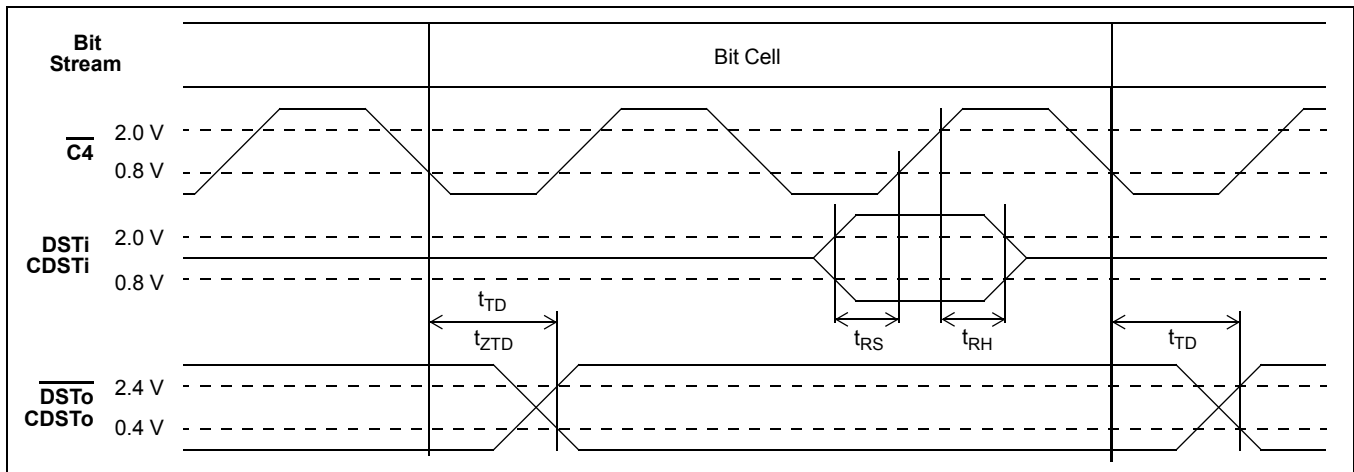 Bit
Stream
Bit Cell
C4
2.0 V
0.8 V
DSTi
CDSTi
2.0 V
0.8 V
tTD
tZTD
tRS
tRH
tTD
DSTo
CDSTo
2.4 V
0.4 V